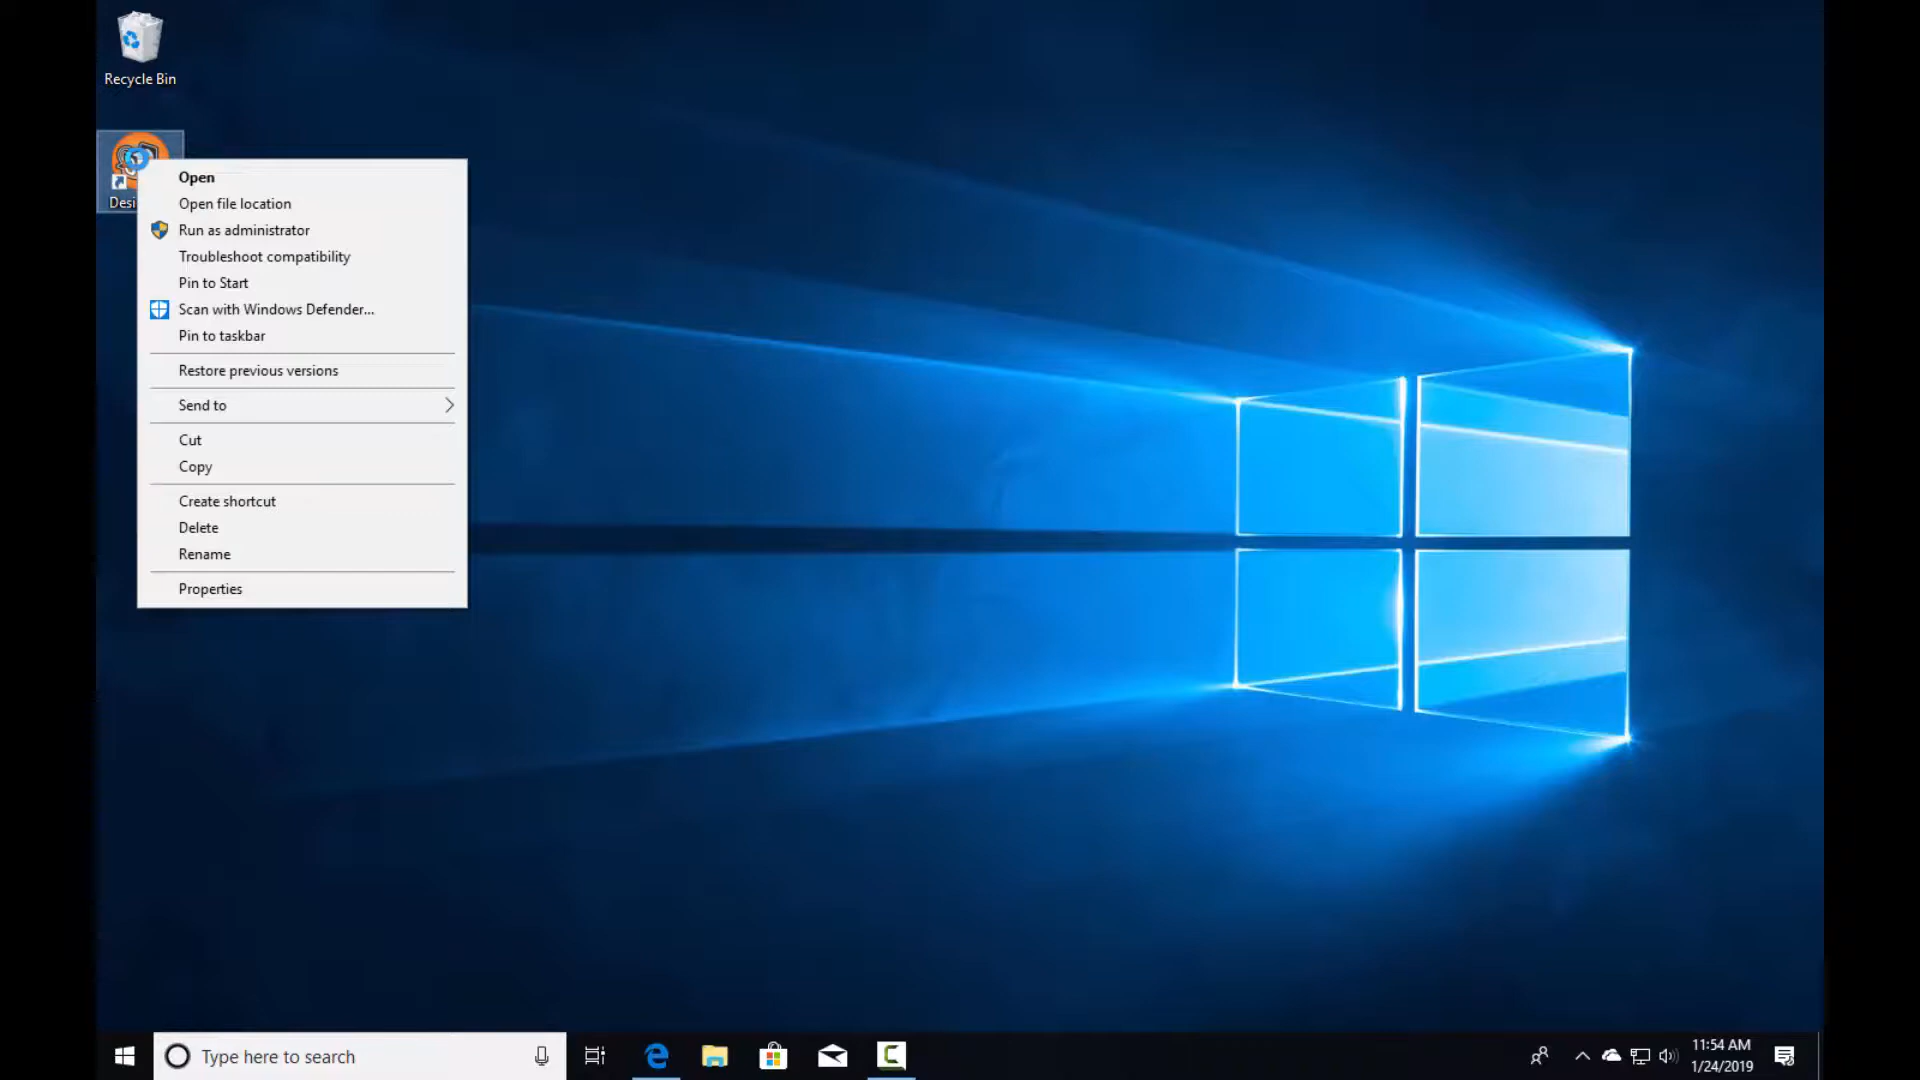 Recycle Bin
Desi
Open
Open file location
Run as administrator
Troubleshoot compatibility
Pin to Start
Scan with Windows Defender...
Pin to taskbar
Restore previous versions
Send to
Cut
Copy
Create shortcut
Delete
Rename
Properties
Type here to search
11:54 AM
1/24/2019